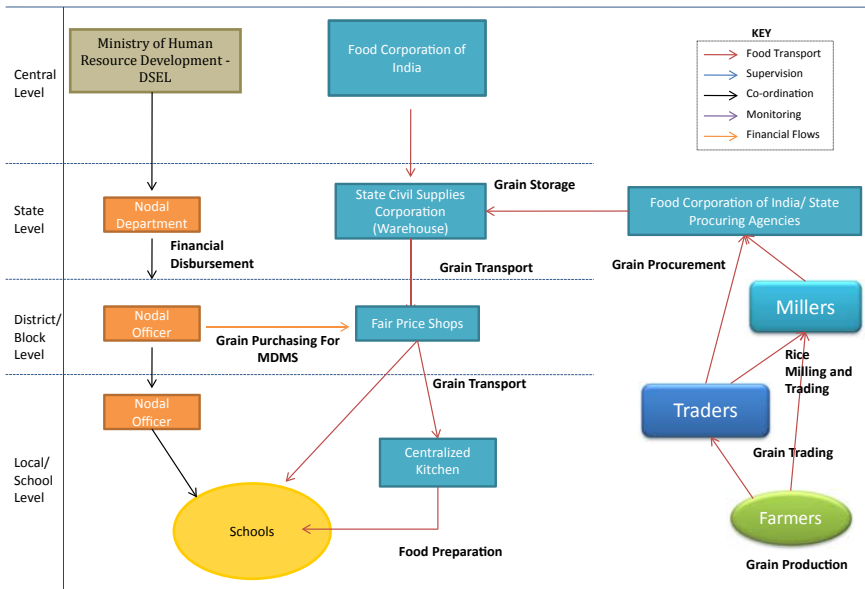 Ministry of Human
Resource Development -
DSEL
Food Corporation of
India
KEY
Food Transport
Supervision
Co-ordination
Monitoring
Financial Flows
Central
Level
Grain Storage
State
Level
Nodal
Department
State Civil Supplies
Corporation
(Warehouse)
Food Corporation of India/ State
Procuring Agencies
Financial
Disbursement
Grain Transport
Grain Procurement
Millers
District/
Block
Level
Nodal
Officer
Grain Purchasing For
MDMS
Fair Price Shops
Rice
Milling and
Trading
Grain Transport
Nodal
Officer
Traders
Local/
School
Level
Centralized
Kitchen
Grain Trading
Schools
Farmers
Food Preparation
Grain Production